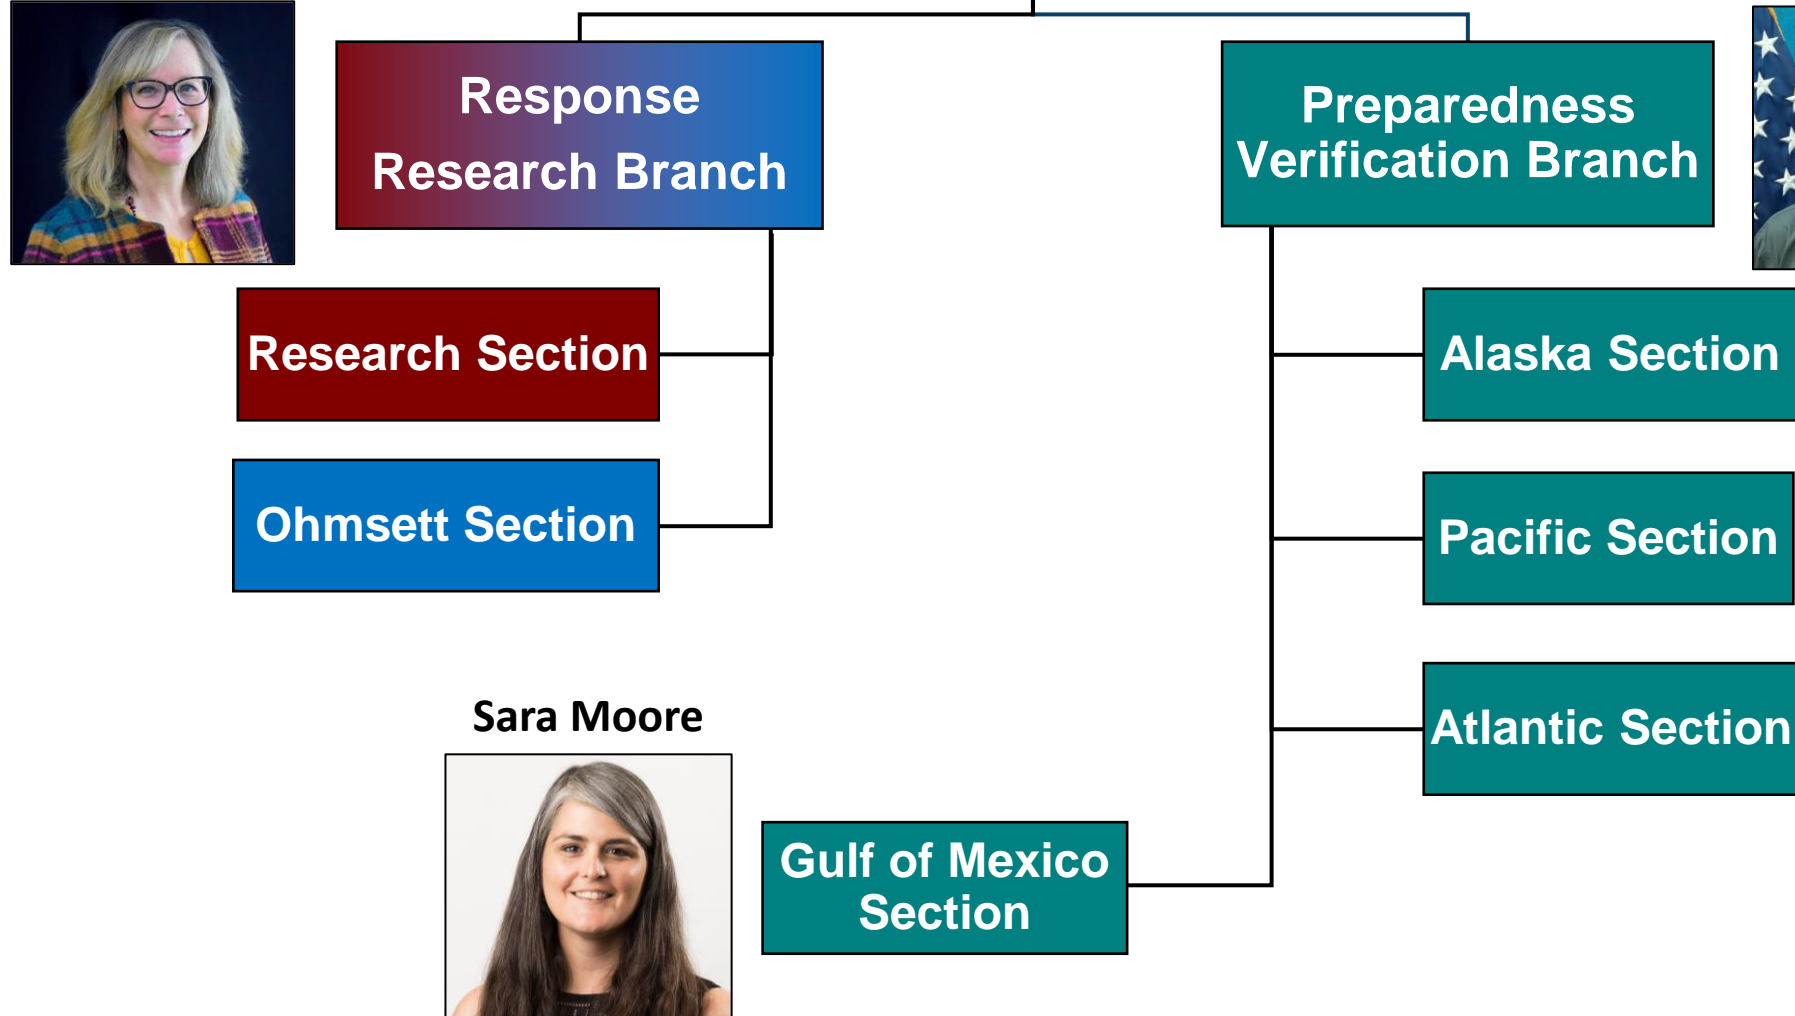 Response
Research Branch
Preparedness
Verification Branch
Research Section
Alaska Section
Ohmsett Section
Pacific Section
Sara Moore
Atlantic Section
Gulf of Mexico
Section